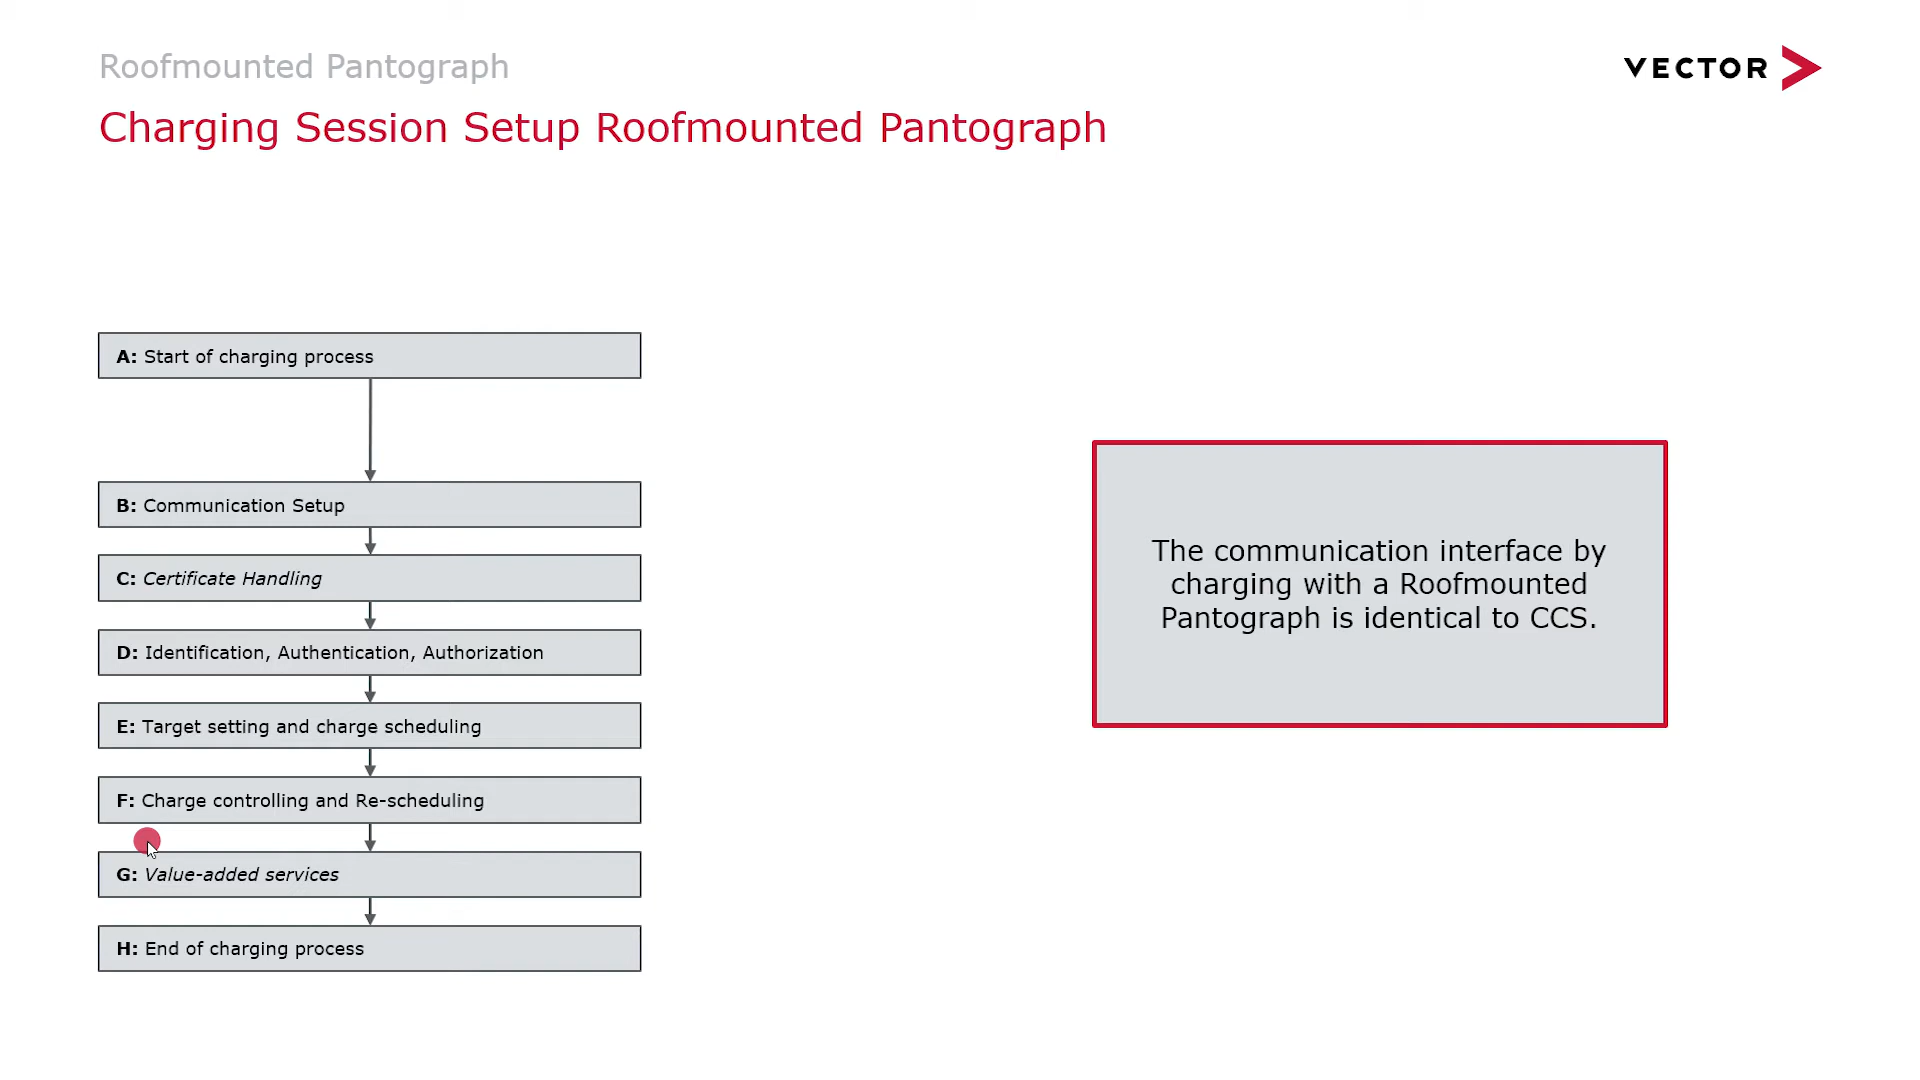 Roofmounted Pantograph
VECTOR
Charging Session Setup Roofmounted Pantograph
A: Start of charging process
B: Communication Setup
C: Certificate Handling
D: Identification, Authentication, Authorization
E: Target setting and charge scheduling
F: Charge controlling and Re-scheduling
G: Value-added services
H: End of charging process
The communication interface by
charging with a Roofmounted
Pantograph is identical to CCS.